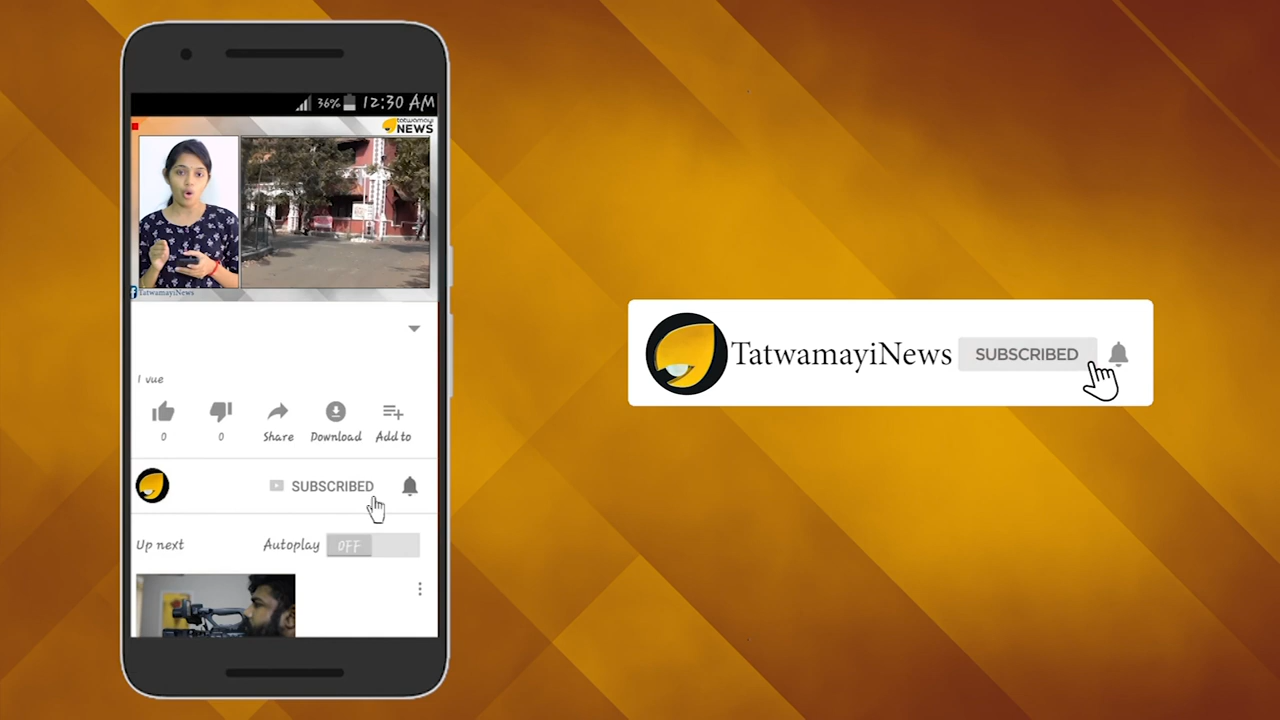 36% 12:30 AM
tatwamayi
NEWS
TatwamayiNews
1 vue
0 0 Share Download Add to
SUBSCRIBED
Up next Autoplay OFF
TatwamayiNews SUBSCRIBED